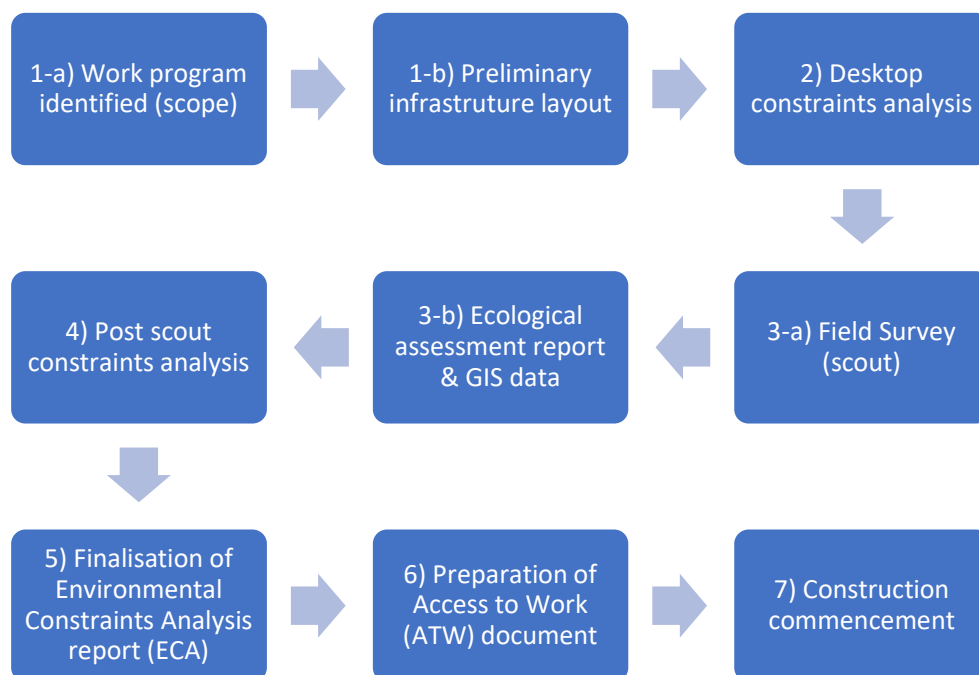 1-a) Work program
identified (scope)
1-b) Preliminary
infrastruture layout
2) Desktop
constraints analysis
3-a) Field Survey
(scout)
3-b) Ecological
assessment report
& GIS data
4) Post scout
constraints analysis
5) Finalisation of
Environmental
Constraints Analysis
report (ECA)
6) Preparation of
Access to Work
(ATW) document
7) Construction
commencement